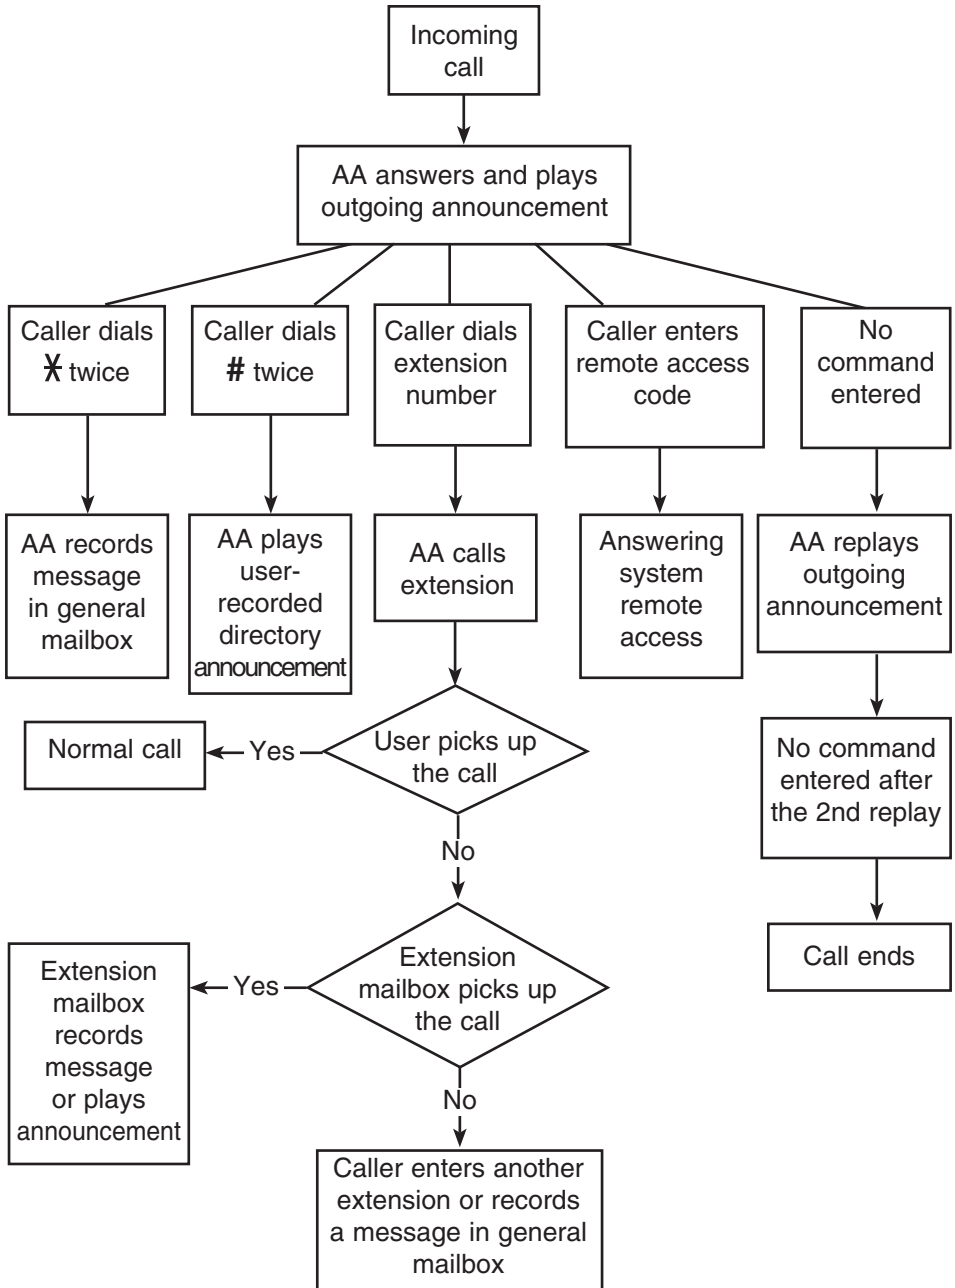 Incoming
call
AA answers and plays
outgoing announcement
Caller dials
* twice
Caller dials
# twice
Caller dials
extension
number
Caller enters
remote access
code
No
command
entered
AA records
message
in general
mailbox
AA plays
user-
recorded
directory
announcement
AA calls
extension
Answering
system
remote
access
AA replays
outgoing
announcement
Normal call
Yes
User picks up
the call
No command
entered after
the 2nd replay
No
Call ends
Extension
mailbox
records
message
or plays
announcement
Yes
Extension
mailbox picks up
the call
No
Caller enters another
extension or records
a message in general
mailbox